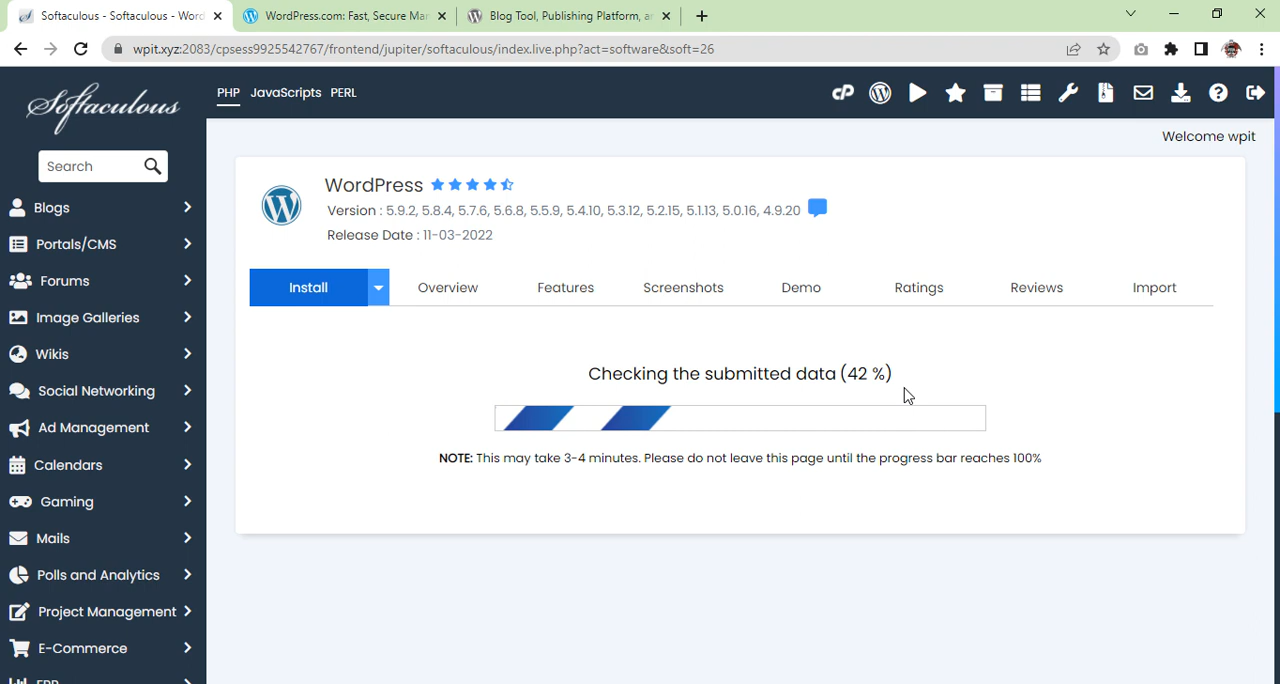 Softaculous - Softaculous - Word
WordPress.com: Fast, Secure Man
Blog Tool, Publishing Platform, a
wpit.xyz:2083/cpsess9925542767/frontend/jupiter/softaculous/index.live.php?act=software&soft=26
Softaculous
PHP JavaScripts PERL
cP
Welcome wpit
Search
WordPress
Version : 5.9.2, 5.8.4, 5.7.6, 5.6.8, 5.5.9, 5.4.10, 5.3.12, 5.2.15, 5.1.13, 5.0.16, 4.9.20
Release Date : 11-03-2022
Install Overview Features Screenshots Demo Ratings Reviews Import
Checking the submitted data (42 %)
NOTE: This may take 3-4 minutes. Please do not leave this page until the progress bar reaches 100%
Blogs
Portals/CMS
Forums
Image Galleries
Wikis
Social Networking
Ad Management
Calendars
Gaming
Mails
Polls and Analytics
Project Management
E-Commerce